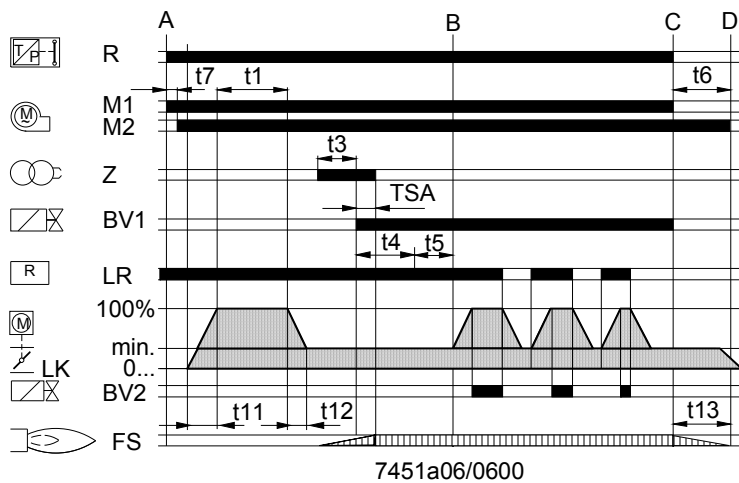 A B C D
T/P R
t7 t1 t6
M1
M M2
t3
Z
TSA
BV1
t4 t5
R LR
100%
M
min.
LK 0...
BV2
t11 t12 t13
FS
7451a06/0600